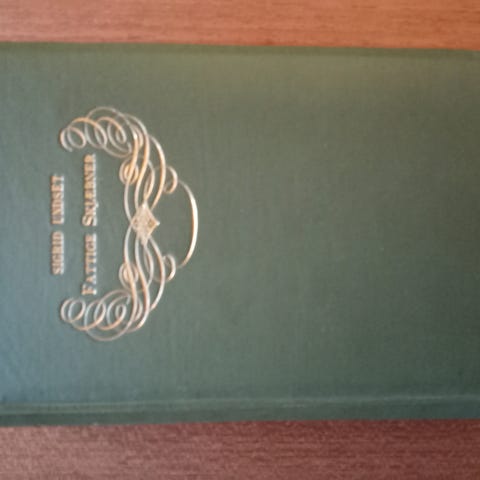 SIGRID UNDSET
FATTIGE SKJÆBNER